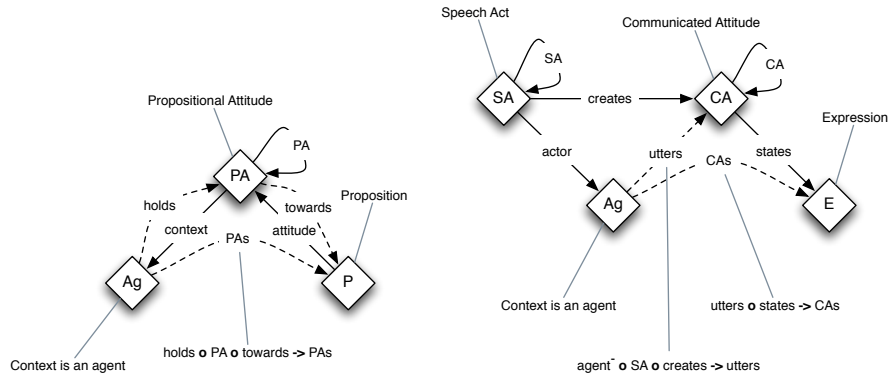 Propositional Attitude
PA
PA
Proposition
holds
towards
context
PAs
attitude
Ag
P
Context is an agent
holds o PA o towards -> PAs
Speech Act
Communicated Attitude
SA
CA
SA
creates
CA
Expression
actor
utters
CAs
states
Ag
E
Context is an agent
utters o states -> CAs
agent⁻ o SA o creates -> utters